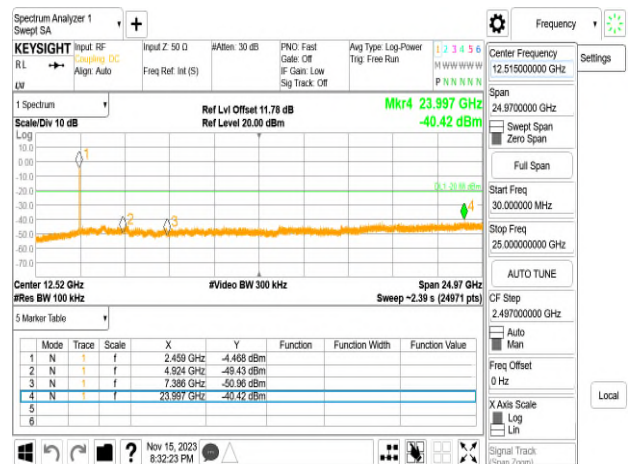 Spectrum Analyzer 1
Swept SA
Frequency
KEYSIGHT
RL
Input: RF
Coupling: DC
Align: Auto
Input Z: 50 Ω
Freq Ref: Int (S)
#Atten: 30 dB
PNO: Fast
Gate: Off
IF Gain: Low
Sig Track: Off
Avg Type: Log-Power
Trig: Free Run
1 2 3 4 5 6
M W W W W W
P N N N N N
Center Frequency
12.515000000 GHz
Settings
Span
24.9700000 GHz
Swept Span
Zero Span
Full Span
Start Freq
30.000000 MHz
Stop Freq
25.000000000 GHz
AUTO TUNE
CF Step
2.497000000 GHz
Auto
Man
Freq Offset
0 Hz
X Axis Scale
Log
Lin
Local
Signal Track
(Span Zoom)
1 Spectrum
Scale/Div 10 dB
Ref Lvl Offset 11.78 dB
Ref Level 20.00 dBm
Mkr4 23.997 GHz
-40.42 dBm
Log
10.0
0.00
-10.0
-20.0
-30.0
-40.0
-50.0
-60.0
-70.0
1
2
3
4
Center 12.52 GHz
#Res BW 100 kHz
#Video BW 300 kHz
Span 24.97 GHz
Sweep ~2.39 s (24971 pts)
5 Marker Table
Mode Trace Scale X Y Function Function Width Function Value
1 N 1 f 2.459 GHz -4.468 dBm
2 N 1 f 4.924 GHz -49.43 dBm
3 N 1 f 7.386 GHz -50.96 dBm
4 N 1 f 23.997 GHz -40.42 dBm
5
6
?
Nov 15, 2023
8:32:23 PM